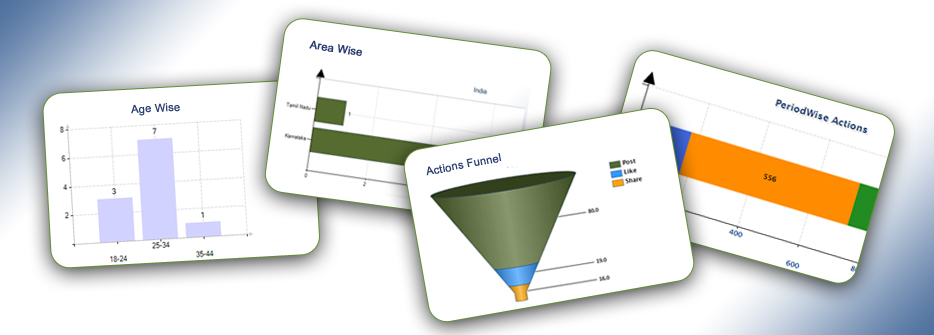 Age Wise
8
6
4
2
3
7
1
18-24
25-34
35-44
Area Wise
India
Tamil Nadu
1
Karnataka
0
2
Actions Funnel
Post
Like
Share
80.0
19.0
16.0
PeriodWise Actions
556
400
600
8